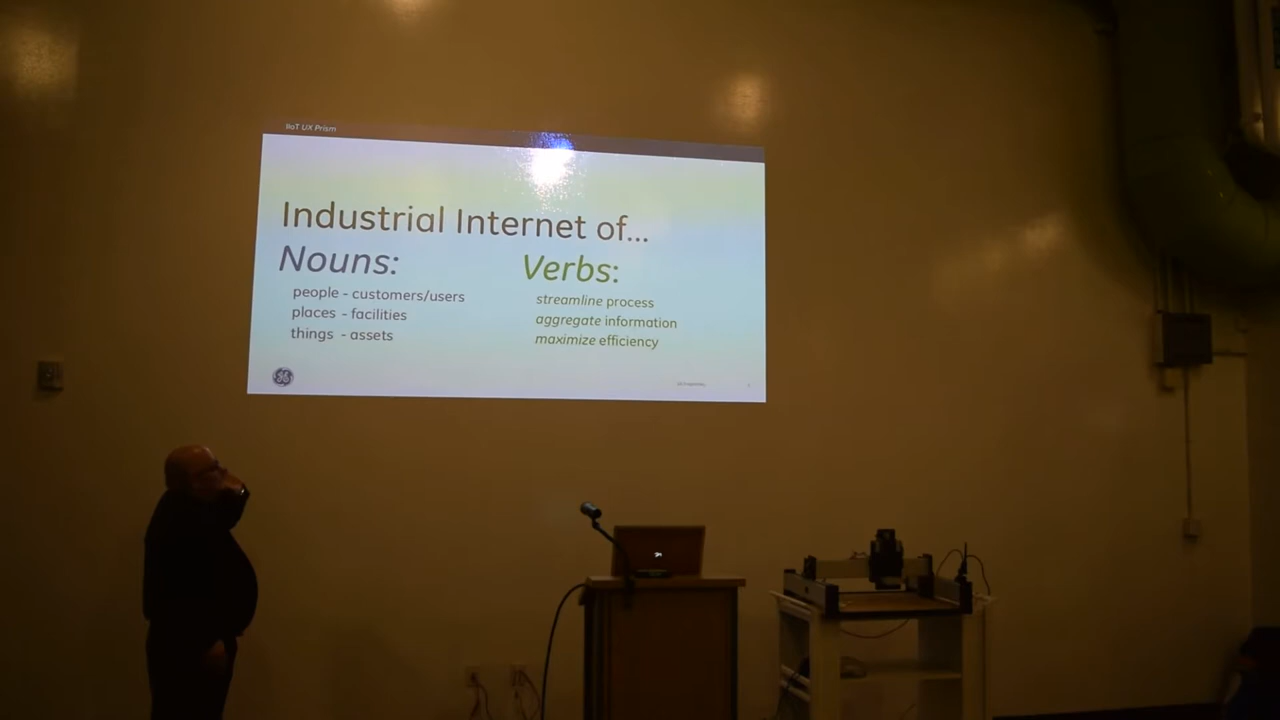 IIoT UX Prism
Industrial Internet of...
Nouns:
people - customers/users
places - facilities
things - assets
Verbs:
streamline process
aggregate information
maximize efficiency